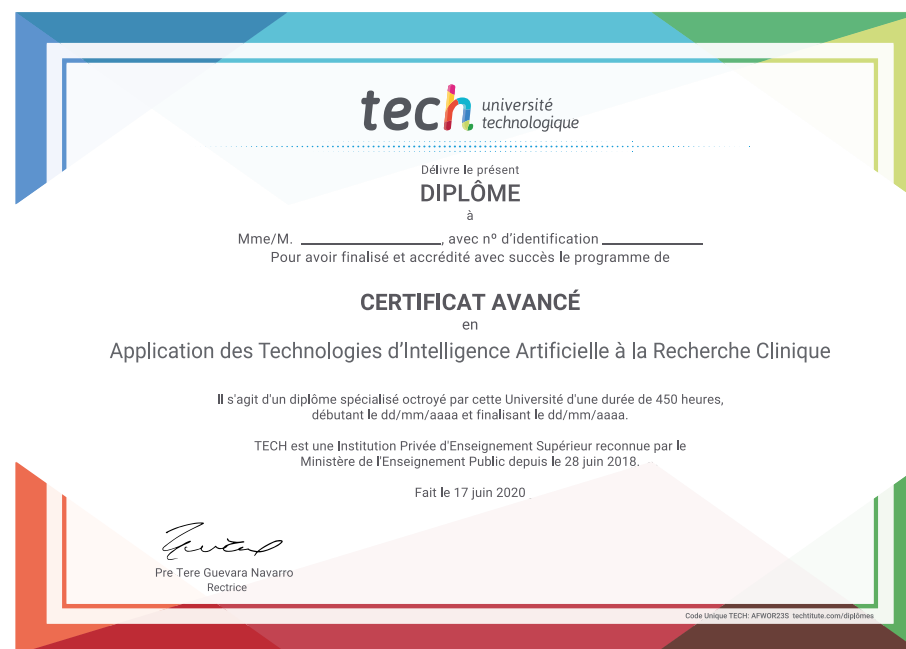 tech université
technologique
Délivre le présent
DIPLÔME
à
Mme/M. ____________________, avec nº d'identification ______________
Pour avoir finalisé et accrédité avec succès le programme de
CERTIFICAT AVANCÉ
en
Application des Technologies d'Intelligence Artificielle à la Recherche Clinique
Il s'agit d'un diplôme spécialisé octroyé par cette Université d'une durée de 450 heures,
débutant le dd/mm/aaaa et finalisant le dd/mm/aaaa.
TECH est une Institution Privée d'Enseignement Supérieur reconnue par le
Ministère de l'Enseignement Public depuis le 28 juin 2018.
Fait le 17 juin 2020
Pre Tere Guevara Navarro
Rectrice
Code Unique TECH: AFWOR23S techtitute.com/diplômes